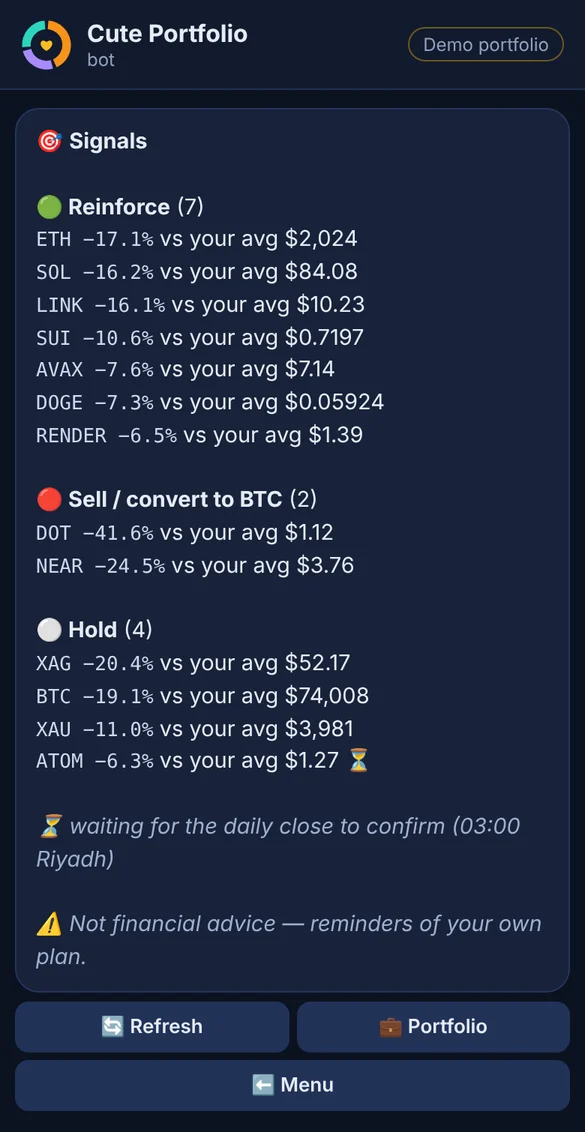 Cute Portfolio
bot
Demo portfolio
🎯 Signals
🟢 Reinforce (7)
ETH −17.1% vs your avg $2,024
SOL −16.2% vs your avg $84.08
LINK −16.1% vs your avg $10.23
SUI −10.6% vs your avg $0.7197
AVAX −7.6% vs your avg $7.14
DOGE −7.3% vs your avg $0.05924
RENDER −6.5% vs your avg $1.39
🔴 Sell / convert to BTC (2)
DOT −41.6% vs your avg $1.12
NEAR −24.5% vs your avg $3.76
⚪ Hold (4)
XAG −20.4% vs your avg $52.17
BTC −19.1% vs your avg $74,008
XAU −11.0% vs your avg $3,981
ATOM −6.3% vs your avg $1.27 ⏳
⏳ waiting for the daily close to confirm (03:00
Riyadh)
⚠️ Not financial advice — reminders of your own
plan.
🔄 Refresh
💼 Portfolio
⬅️ Menu